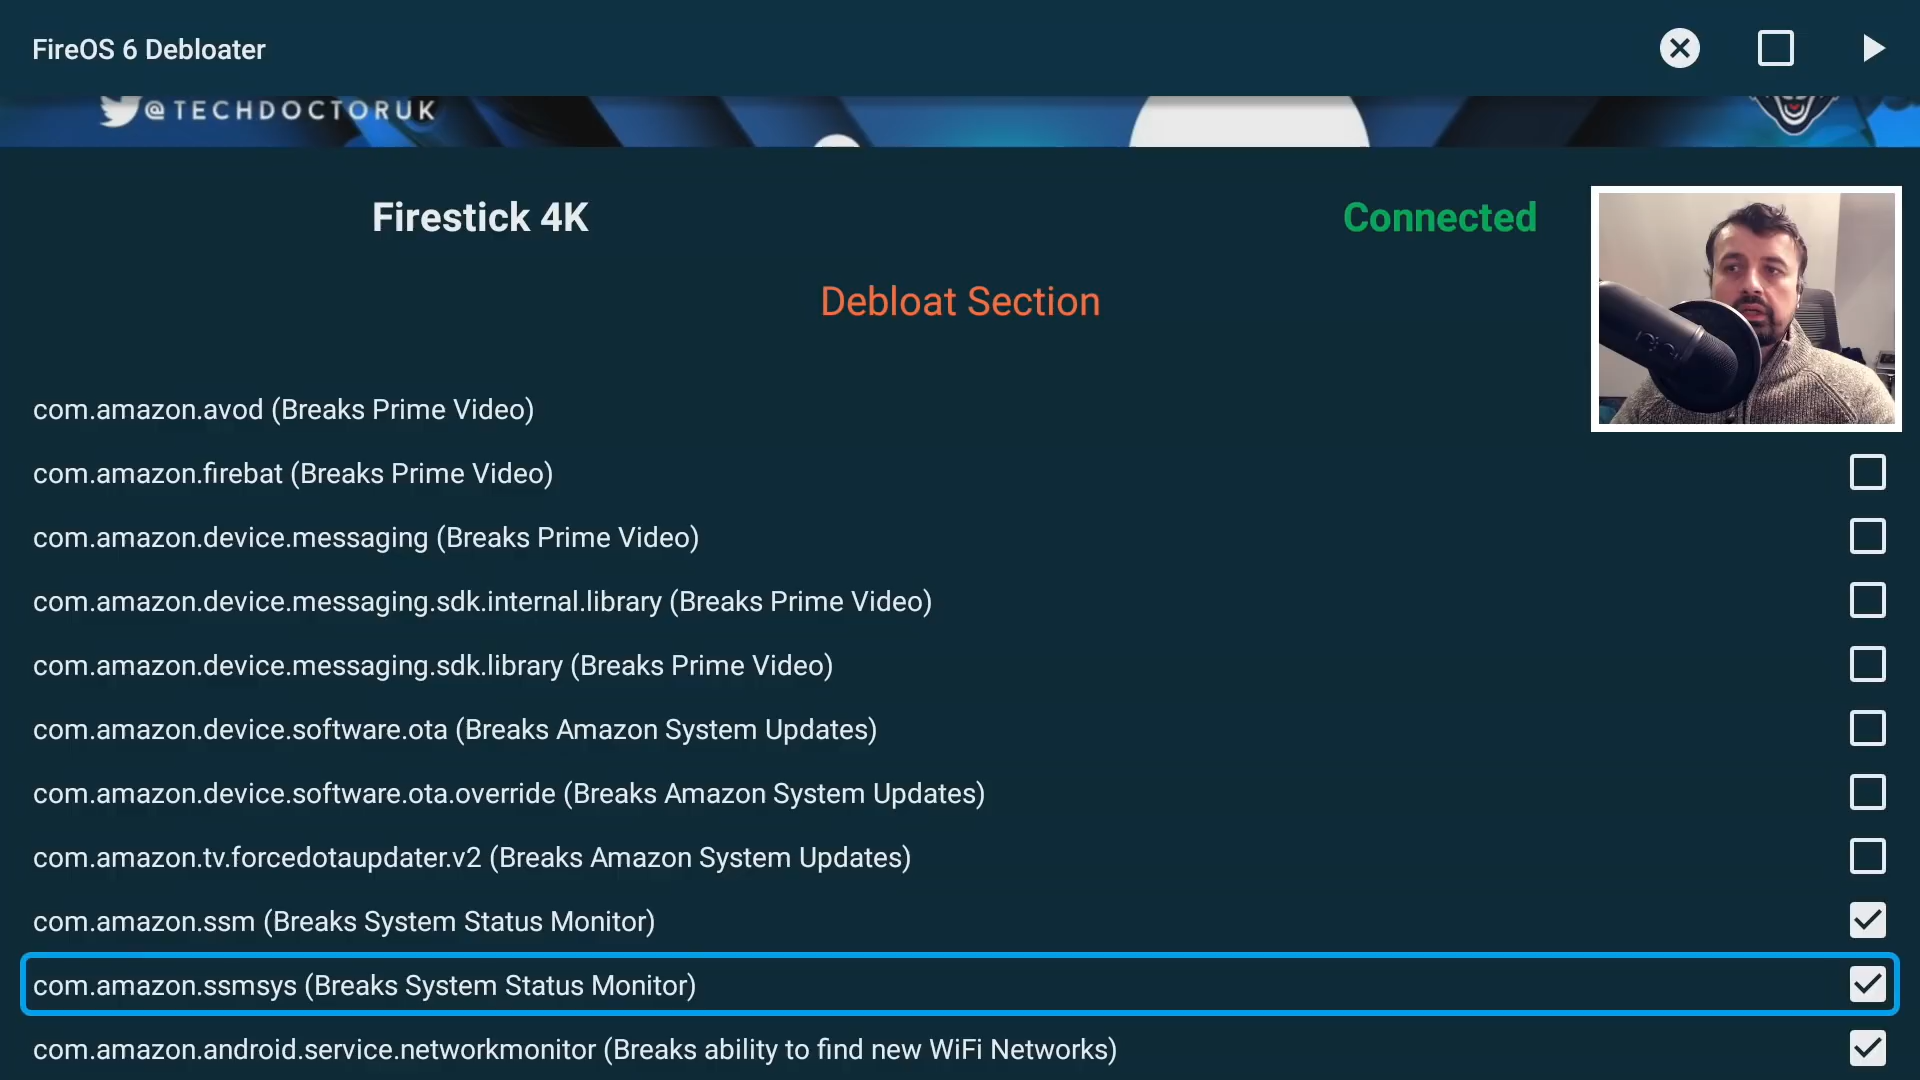 FireOS 6 Debloater
@TECHDOCTORUK
Firestick 4K
Connected
Debloat Section
com.amazon.avod (Breaks Prime Video)
com.amazon.firebat (Breaks Prime Video)
com.amazon.device.messaging (Breaks Prime Video)
com.amazon.device.messaging.sdk.internal.library (Breaks Prime Video)
com.amazon.device.messaging.sdk.library (Breaks Prime Video)
com.amazon.device.software.ota (Breaks Amazon System Updates)
com.amazon.device.software.ota.override (Breaks Amazon System Updates)
com.amazon.tv.forcedotaupdater.v2 (Breaks Amazon System Updates)
com.amazon.ssm (Breaks System Status Monitor)
com.amazon.ssmsys (Breaks System Status Monitor)
com.amazon.android.service.networkmonitor (Breaks ability to find new WiFi Networks)